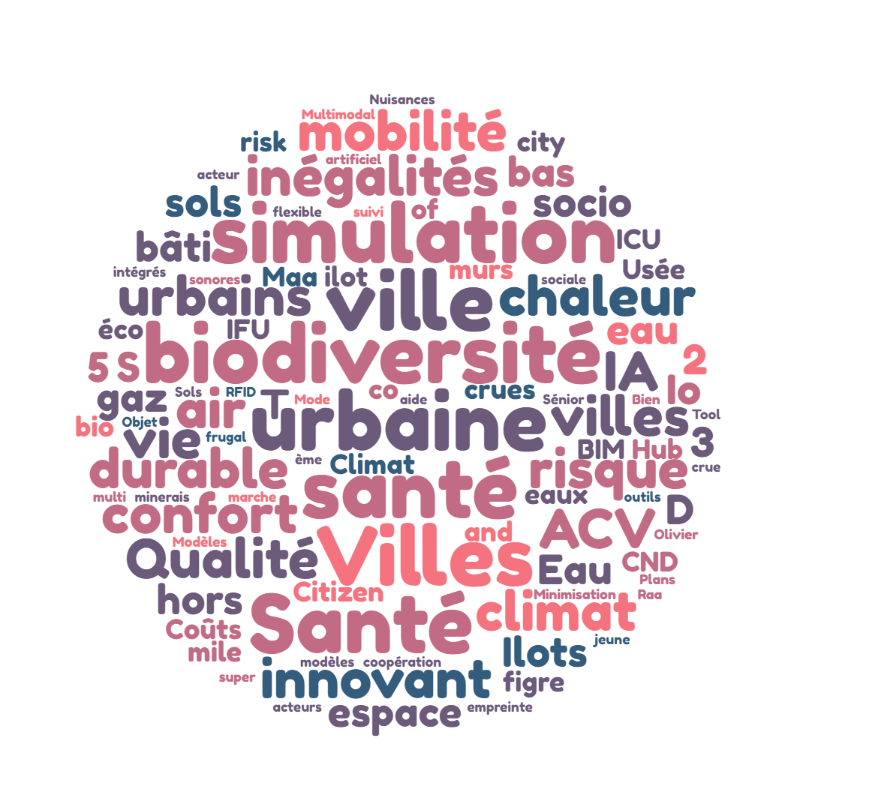 Nuisances
Multimodal
risk mobilité city
artificiel
acteur inégalités bas
sols flexible suivi of socio
bâti simulation ICU
intégrés sonores Maa ilot murs sociale Usée
urbains ville chaleur
éco IFU eau
5 S biodiversité IA 2
gaz Sols RFID T Mode co aide crues Sénior Bien lo
bio Objet air urbaine villes Tool
vie frugal BIM Hub 3
durable ème Climat risque crue
multi minerais marche santé eaux outils D
confort and ACV Olivier
Modèles
Qualité Villes Eau CND
Plans
hors Citizen Minimisation Raa
Coûts Santé climat
mile Ilots jeune
modèles coopération
super innovant figre
acteurs espace empreinte